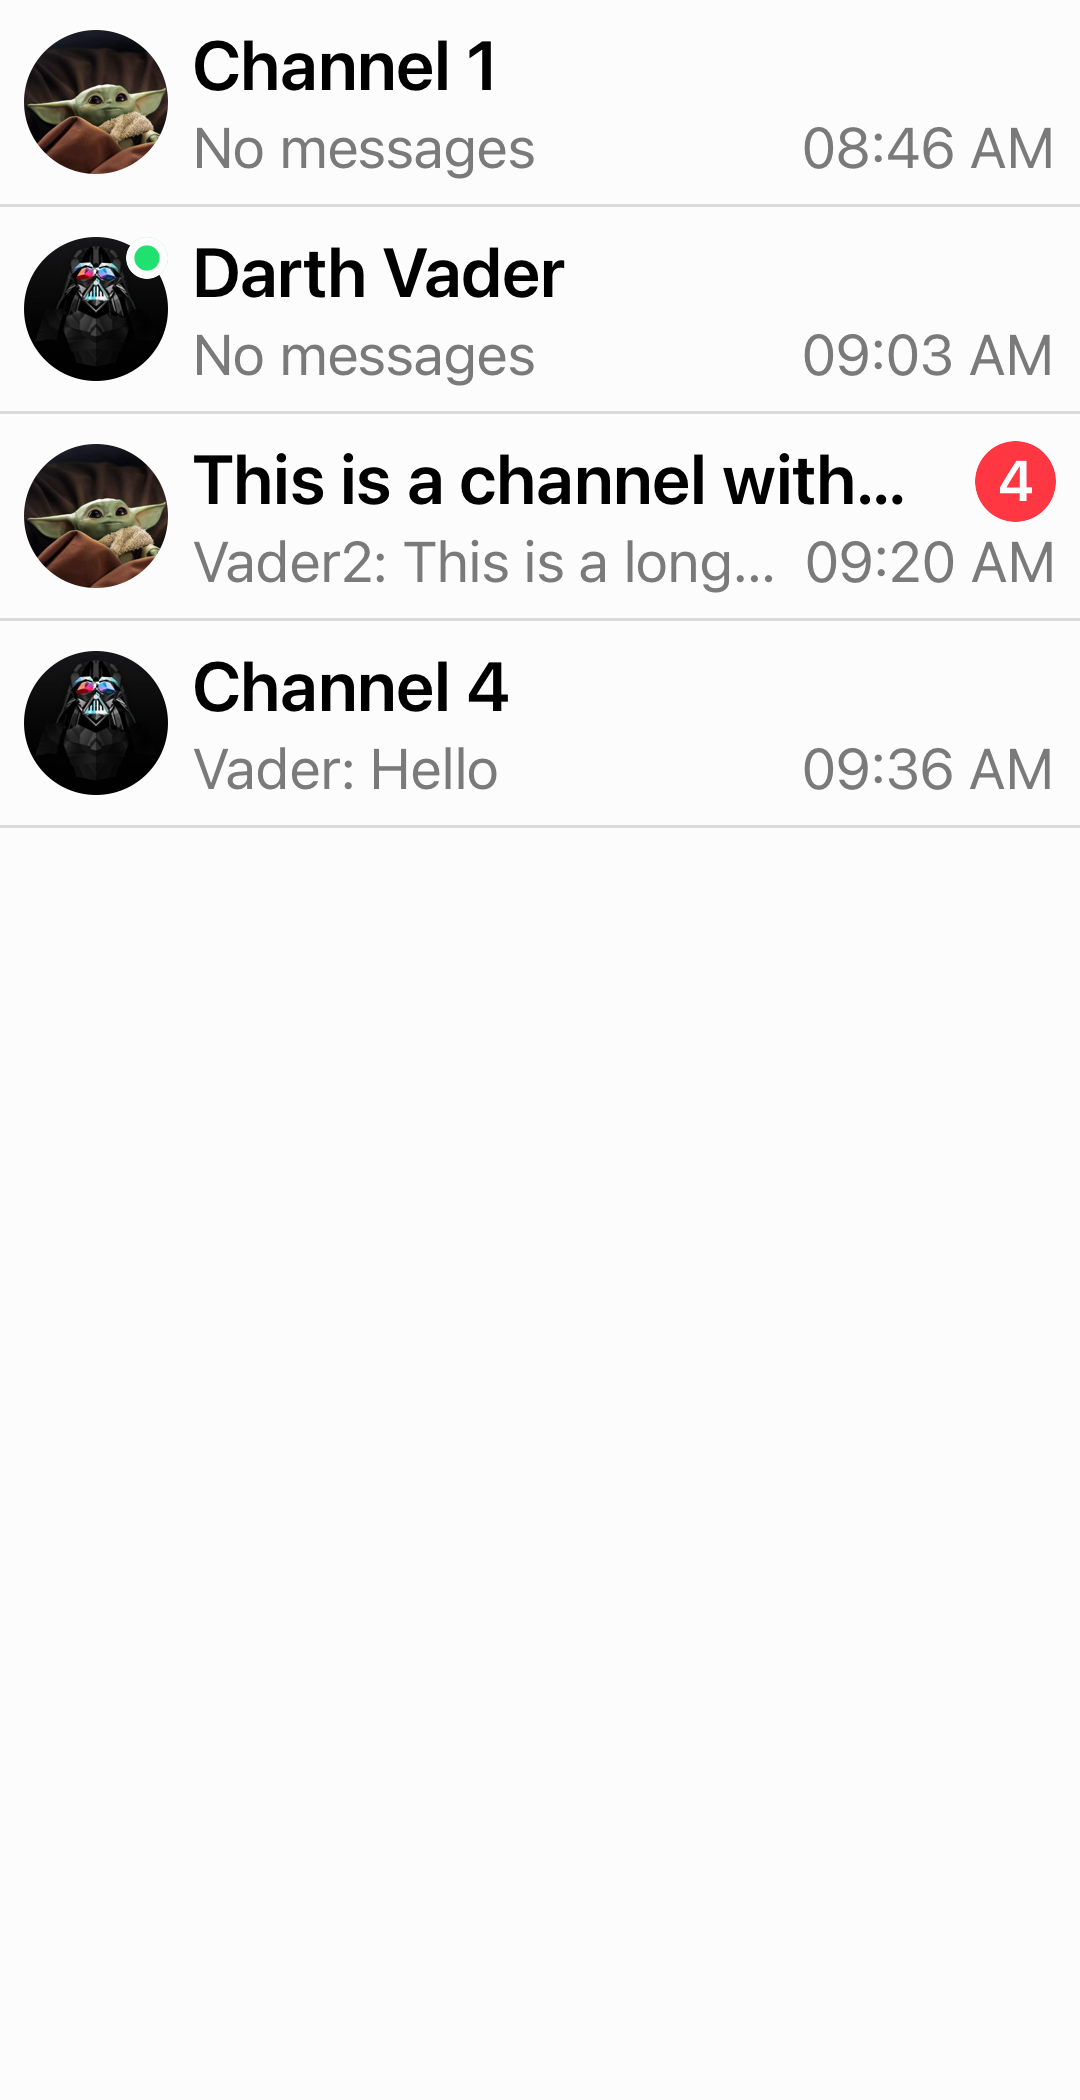 Channel 1
No messages 08:46 AM
Darth Vader
No messages 09:03 AM
This is a channel with... 4
Vader2: This is a long... 09:20 AM
Channel 4
Vader: Hello 09:36 AM